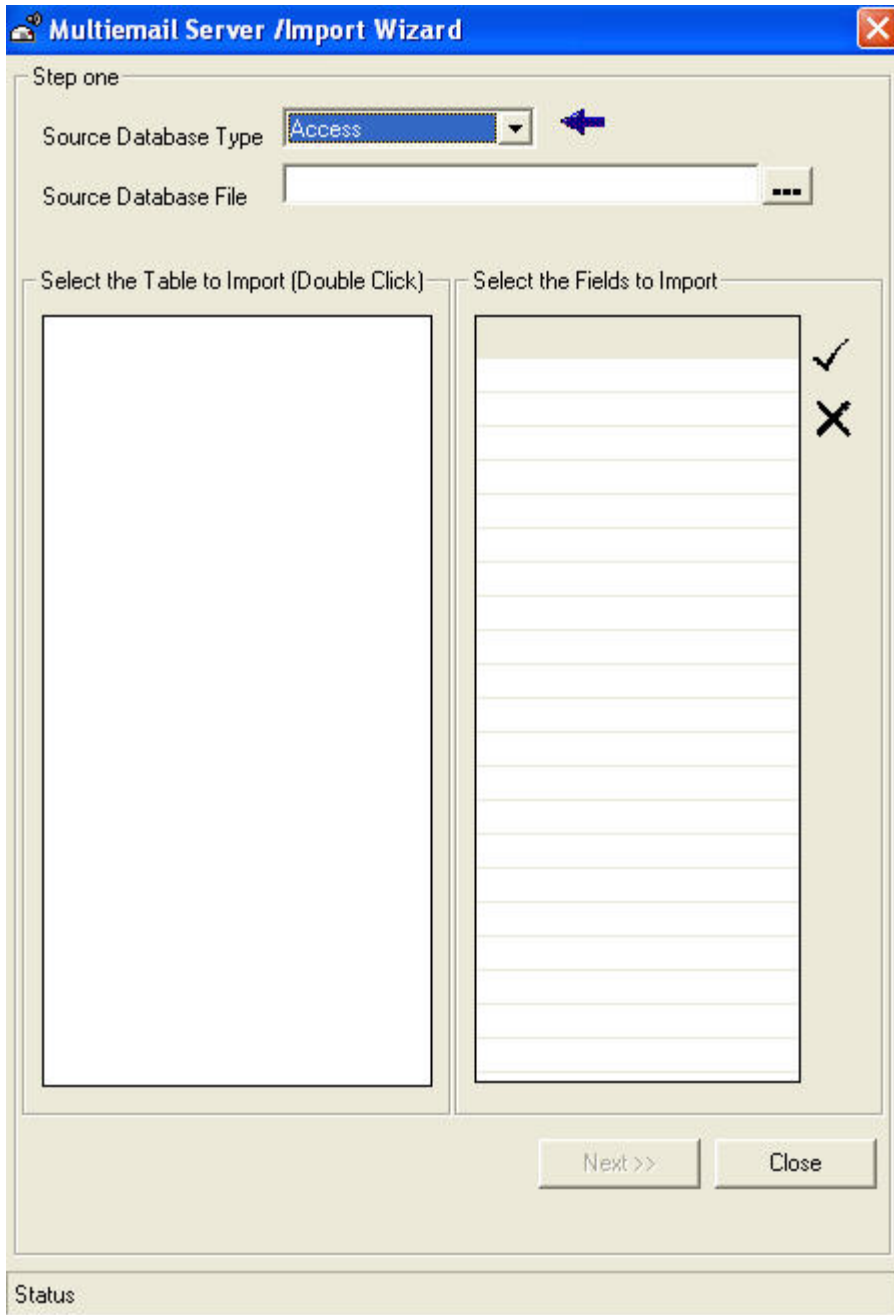 Multiemail Server /Import Wizard
Step one
Source Database Type Access
Source Database File ...
Select the Table to Import (Double Click) Select the Fields to Import
Next >> Close
Status